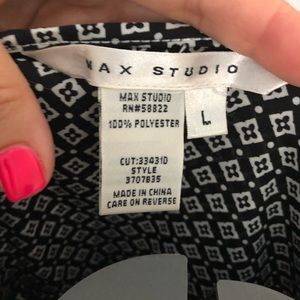 MAX STUDIO
MAX STUDIO
RN#58822
100% POLYESTER
L
CUT:33431D
STYLE
3707835
MADE IN CHINA
CARE ON REVERSE